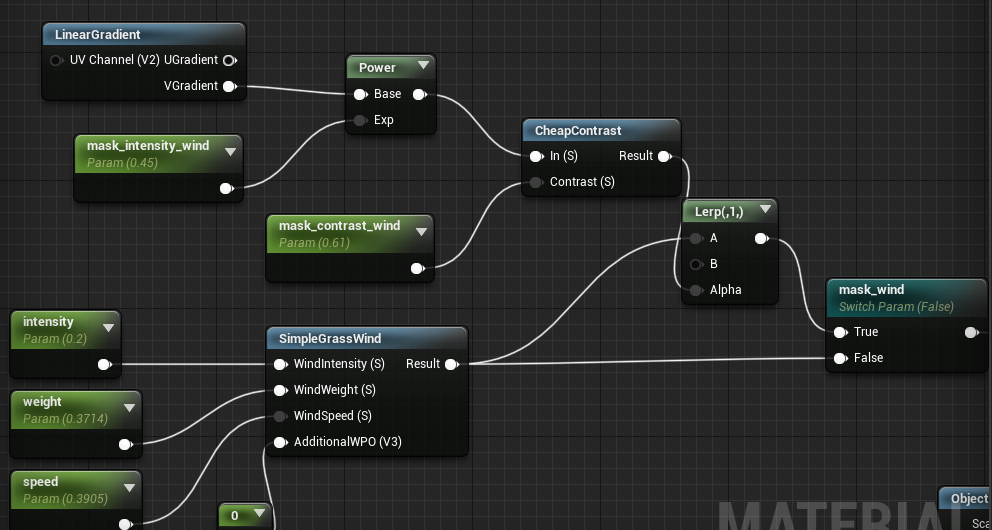 LinearGradient
UV Channel (V2) UGradient
VGradient
Power
Base
Exp
mask_intensity_wind
Param (0.45)
CheapContrast
In (S) Result
Contrast (S)
mask_contrast_wind
Param (0.61)
Lerp(,1,)
A
B
Alpha
mask_wind
Switch Param (False)
True
False
intensity
Param (0.2)
SimpleGrassWind
WindIntensity (S) Result
WindWeight (S)
WindSpeed (S)
AdditionalWPO (V3)
weight
Param (0.3714)
speed
Param (0.3905)
0
MATERIAL
Object
Sca